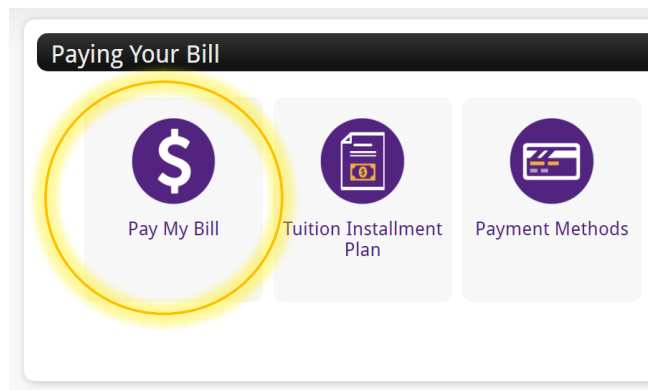 Paying Your Bill
$
Pay My Bill
Tuition Installment
Plan
Payment Methods